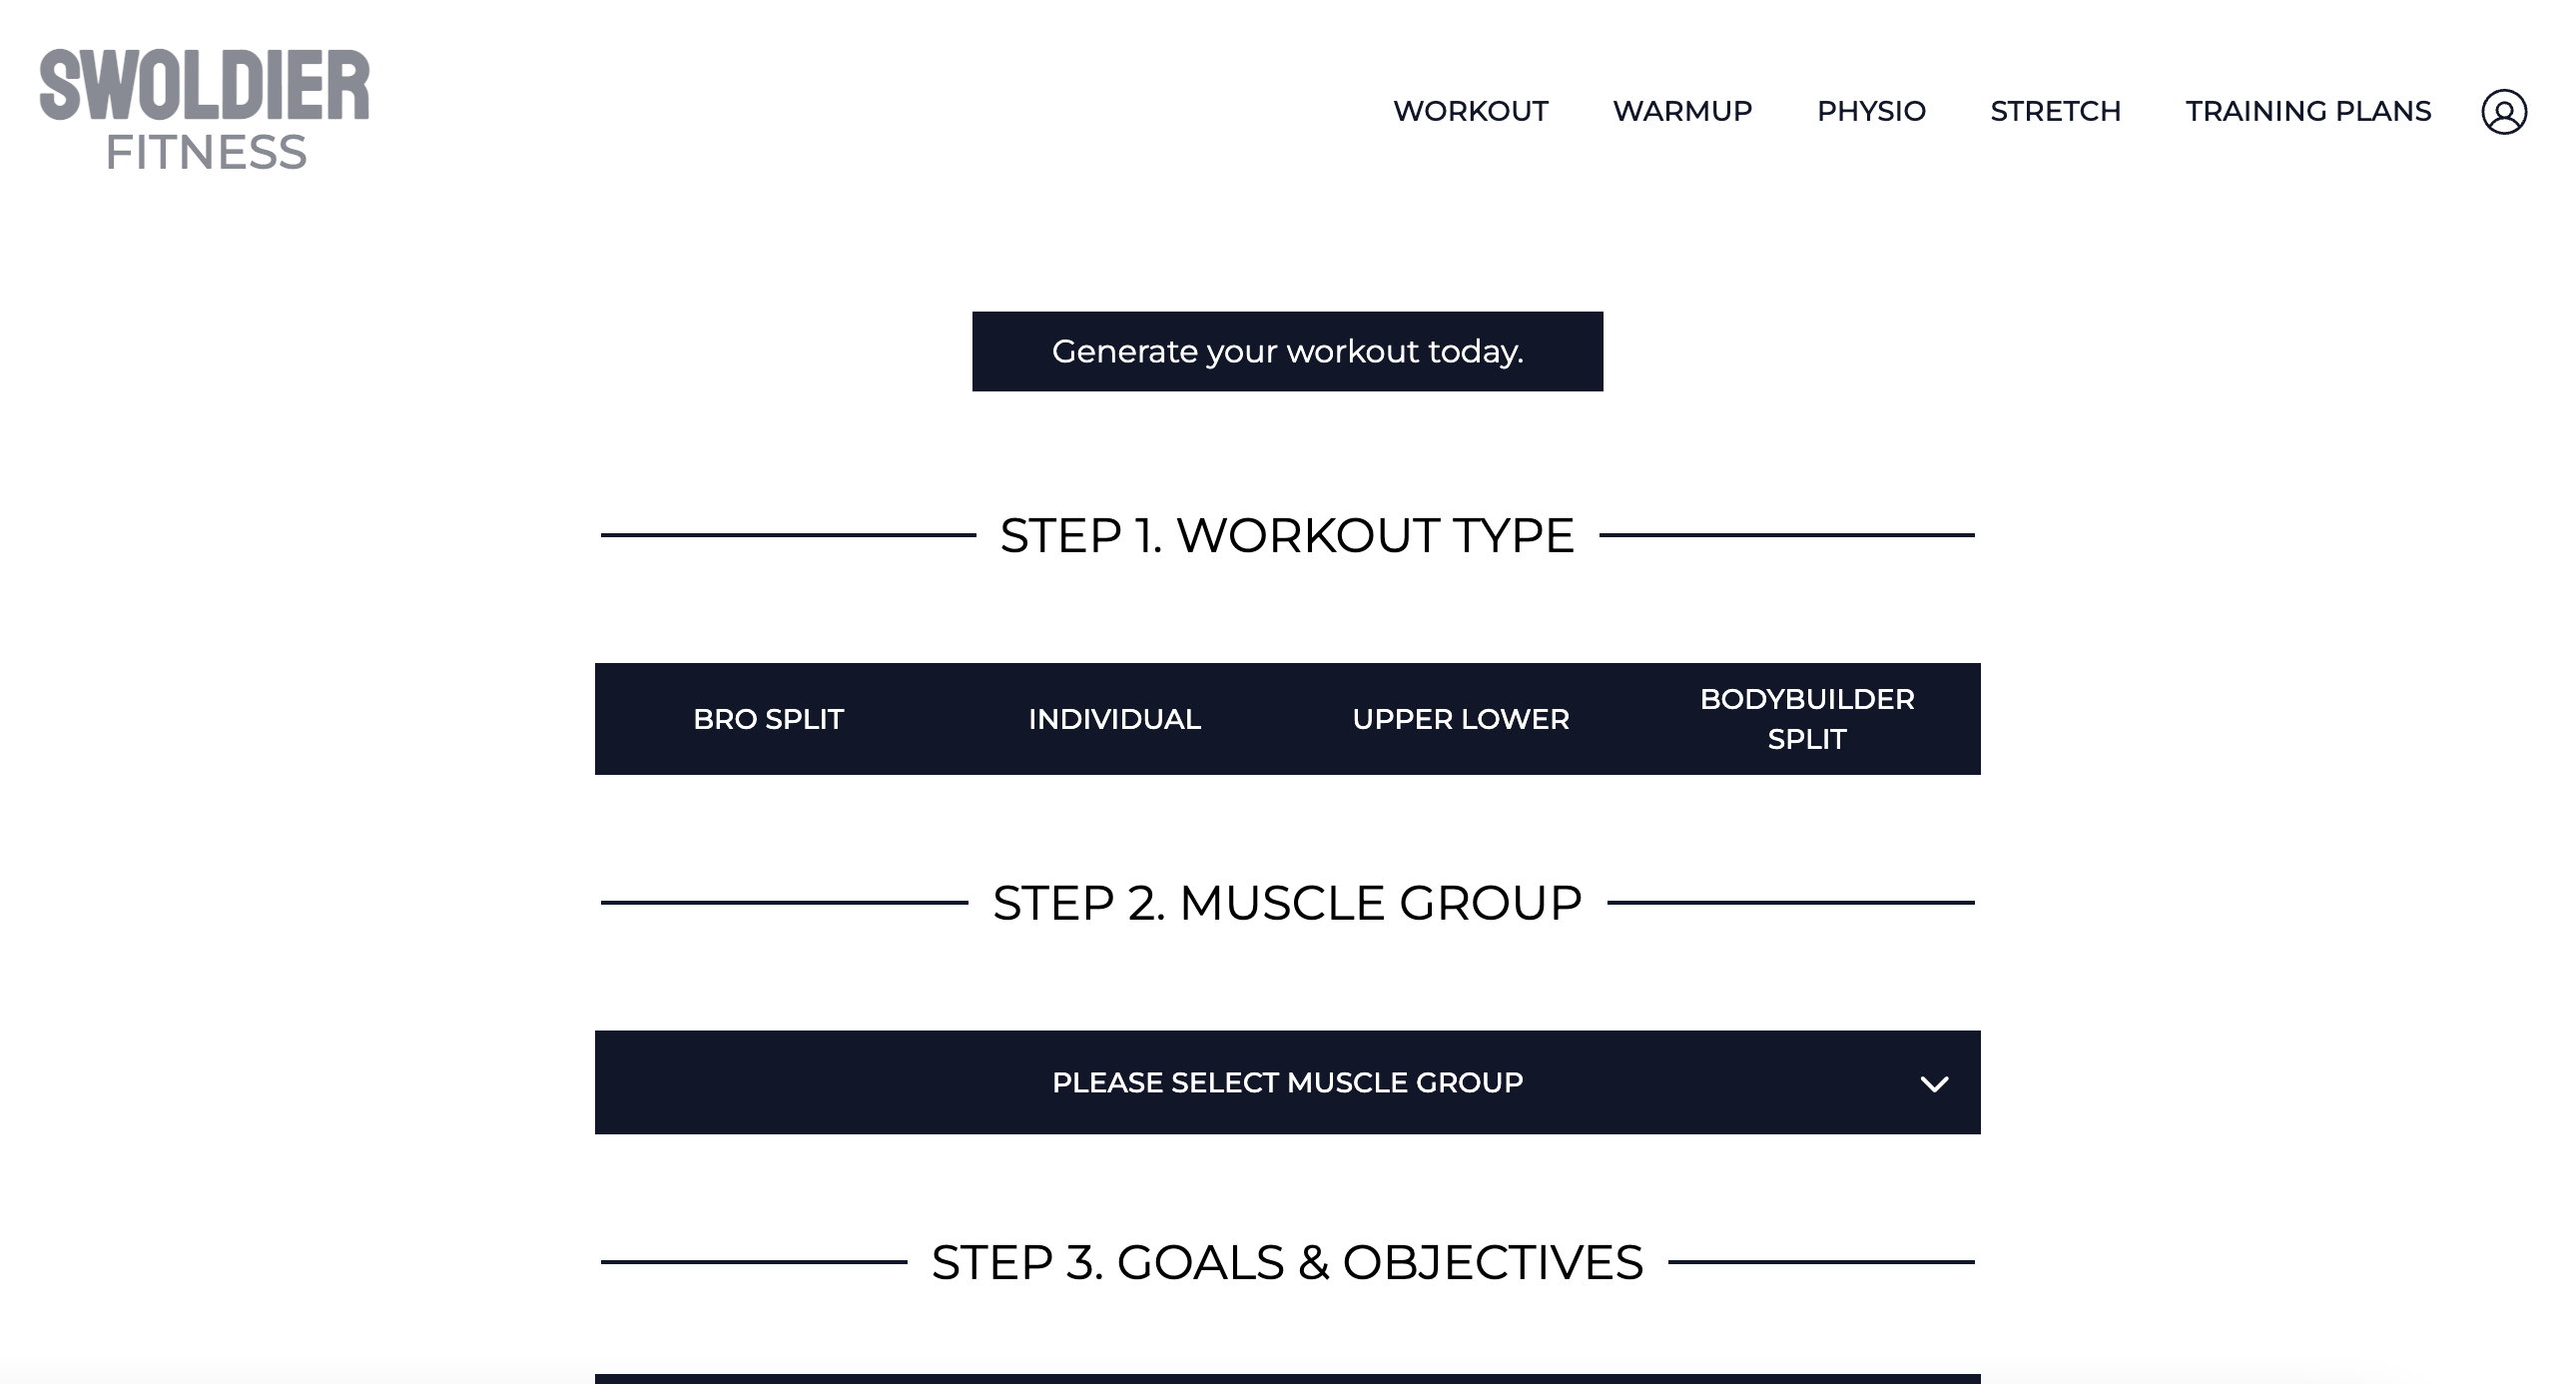 SWOLDIER
FITNESS
WORKOUT WARMUP PHYSIO STRETCH TRAINING PLANS
Generate your workout today.
STEP 1. WORKOUT TYPE
BRO SPLIT INDIVIDUAL UPPER LOWER BODYBUILDER
SPLIT
STEP 2. MUSCLE GROUP
PLEASE SELECT MUSCLE GROUP
STEP 3. GOALS & OBJECTIVES